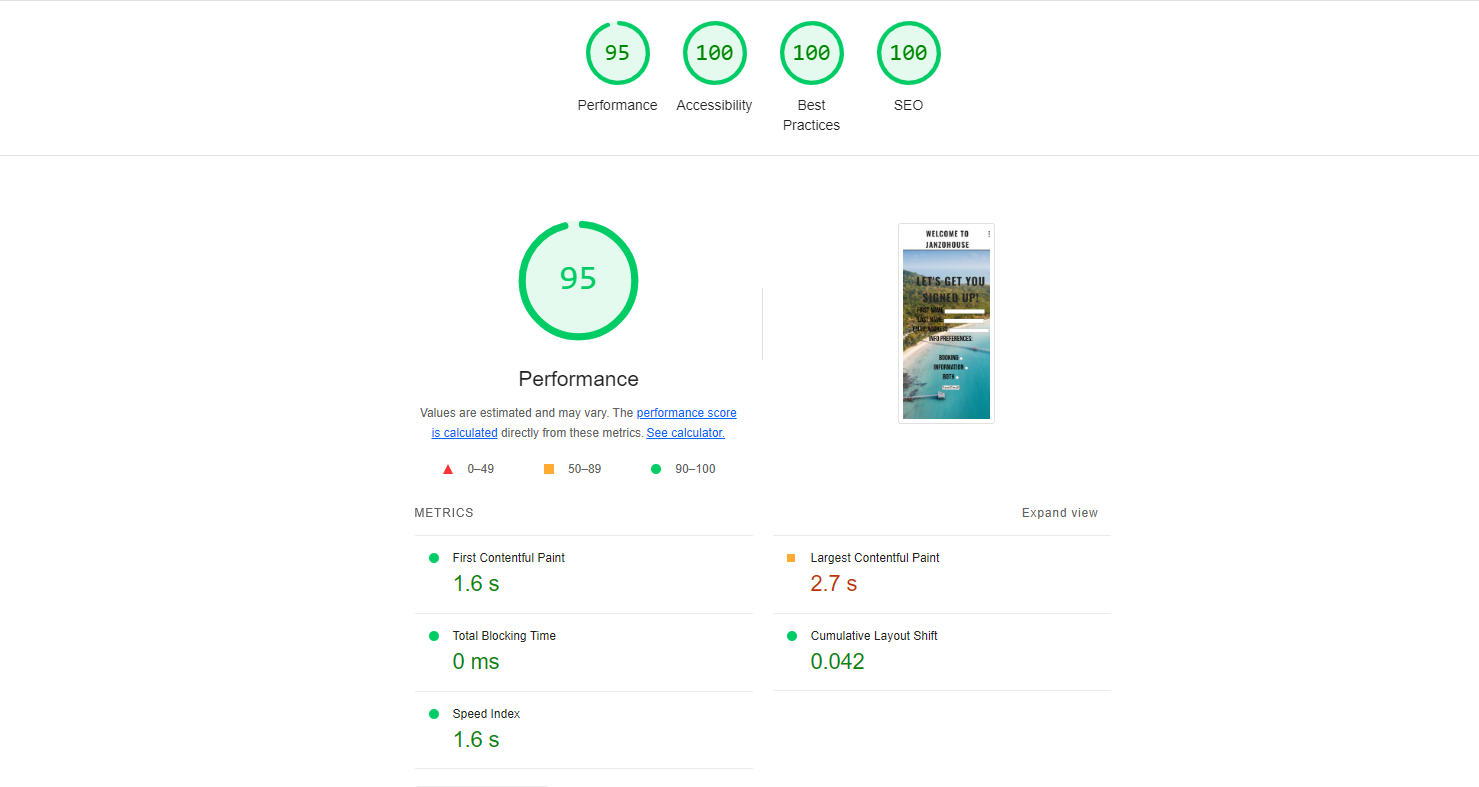 95
100
100
100
Performance
Accessibility
Best
Practices
SEO
95
Performance
Values are estimated and may vary. The performance score
is calculated directly from these metrics. See calculator.
0–49
50–89
90–100
WELCOME TO
JANZOHOUSE
LET'S GET YOU
SIGNED UP!
FIRST NAME
LAST NAME
INFO PREFERENCES:
BOOKING
INFORMATION
BOTH
METRICS
Expand view
First Contentful Paint
1.6 s
Largest Contentful Paint
2.7 s
Total Blocking Time
0 ms
Cumulative Layout Shift
0.042
Speed Index
1.6 s